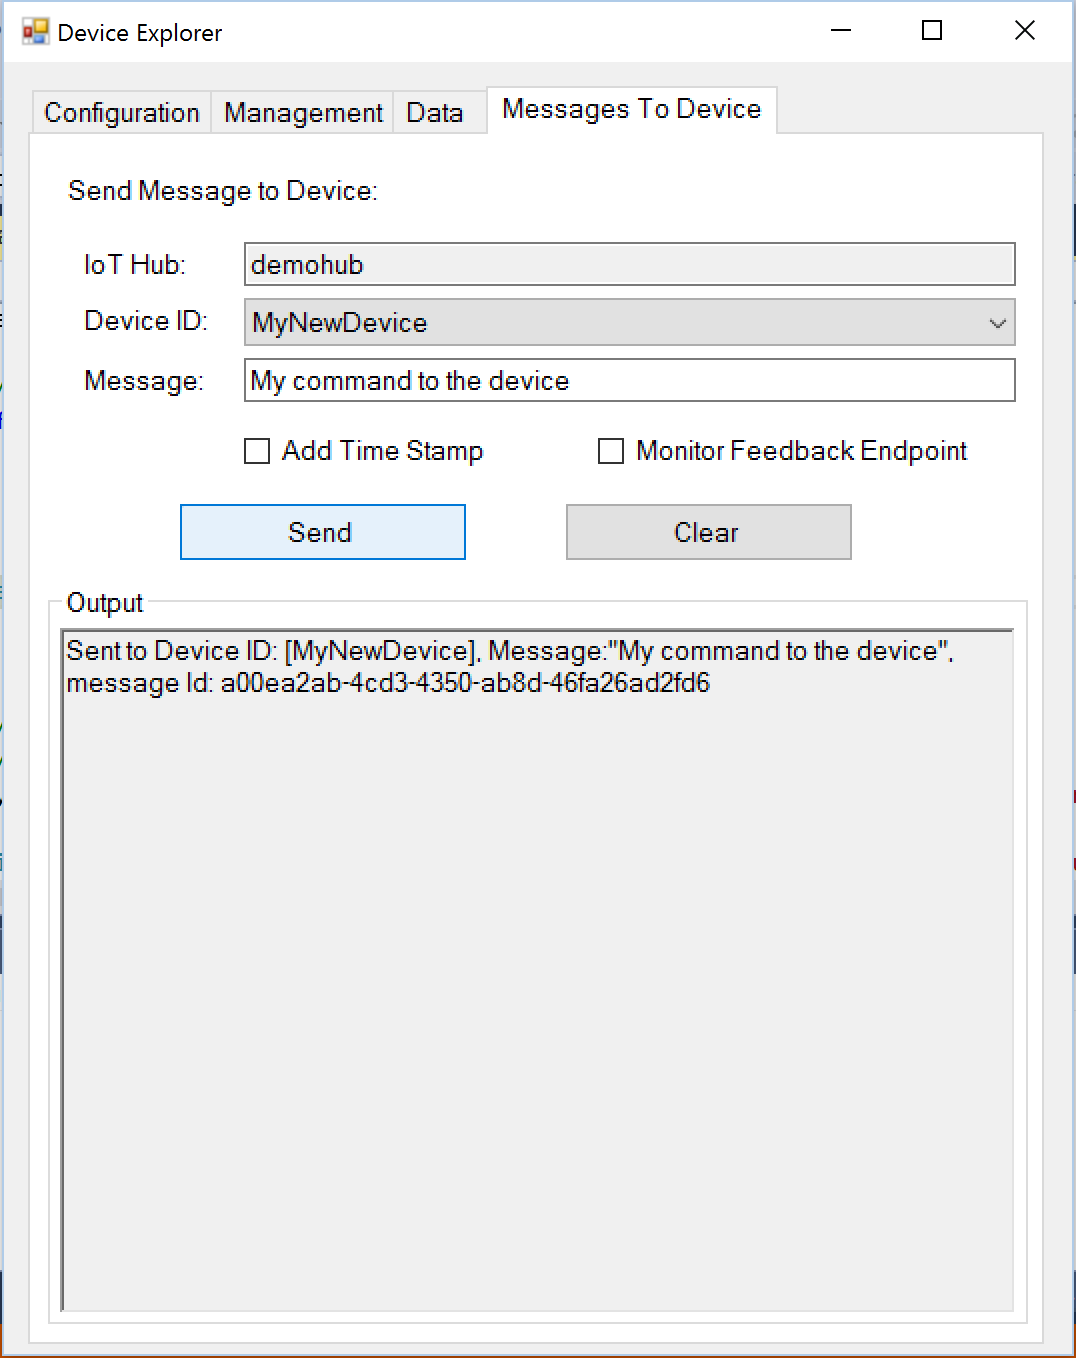 Device Explorer
Configuration Management Data Messages To Device
Send Message to Device:
IoT Hub: demohub
Device ID: MyNewDevice
Message: My command to the device
Add Time Stamp Monitor Feedback Endpoint
Send Clear
Output
Sent to Device ID: [MyNewDevice], Message:"My command to the device",
message Id: a00ea2ab-4cd3-4350-ab8d-46fa26ad2fd6